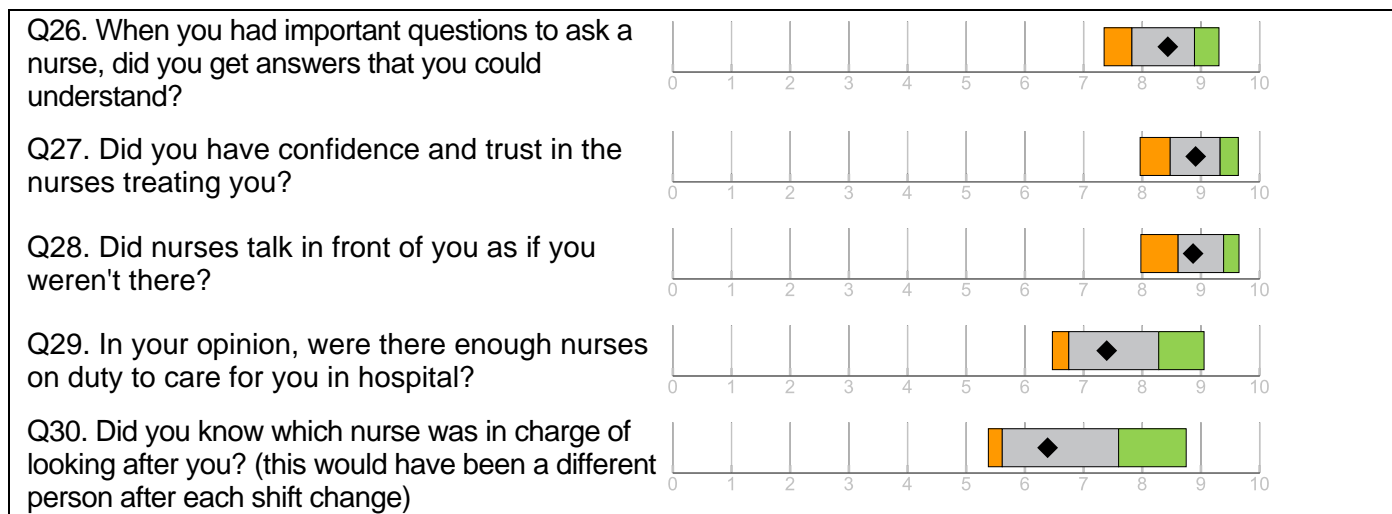 Q26. When you had important questions to ask a
nurse, did you get answers that you could
understand?
0 1 2 3 4 5 6 7 8 9 10
Q27. Did you have confidence and trust in the
nurses treating you?
0 1 2 3 4 5 6 7 8 9 10
Q28. Did nurses talk in front of you as if you
weren't there?
0 1 2 3 4 5 6 7 8 9 10
Q29. In your opinion, were there enough nurses
on duty to care for you in hospital?
0 1 2 3 4 5 6 7 8 9 10
Q30. Did you know which nurse was in charge of
looking after you? (this would have been a different
person after each shift change)
0 1 2 3 4 5 6 7 8 9 10